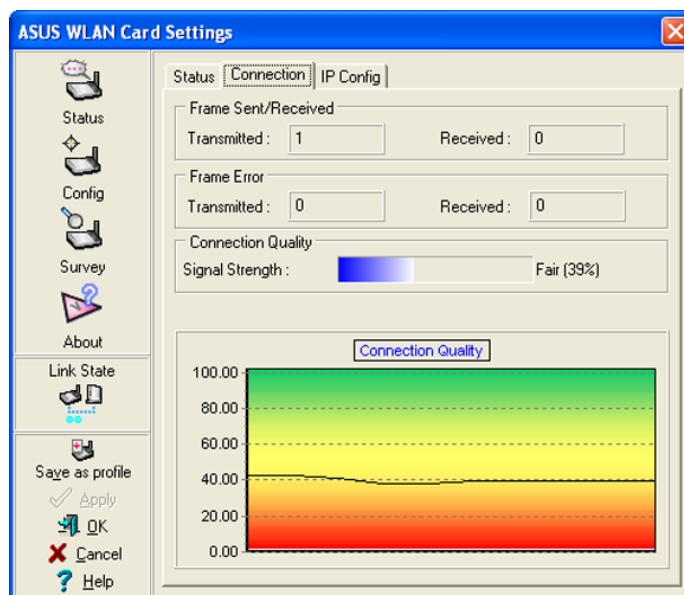 ASUS WLAN Card Settings
Status
Config
Survey
About
Link State
Save as profile
Apply
OK
Cancel
Help
Status Connection IP Config
Frame Sent/Received
Transmitted : 1 Received : 0
Frame Error
Transmitted : 0 Received : 0
Connection Quality
Signal Strength : Fair (39%)
Connection Quality
100.00
80.00
60.00
40.00
20.00
0.00